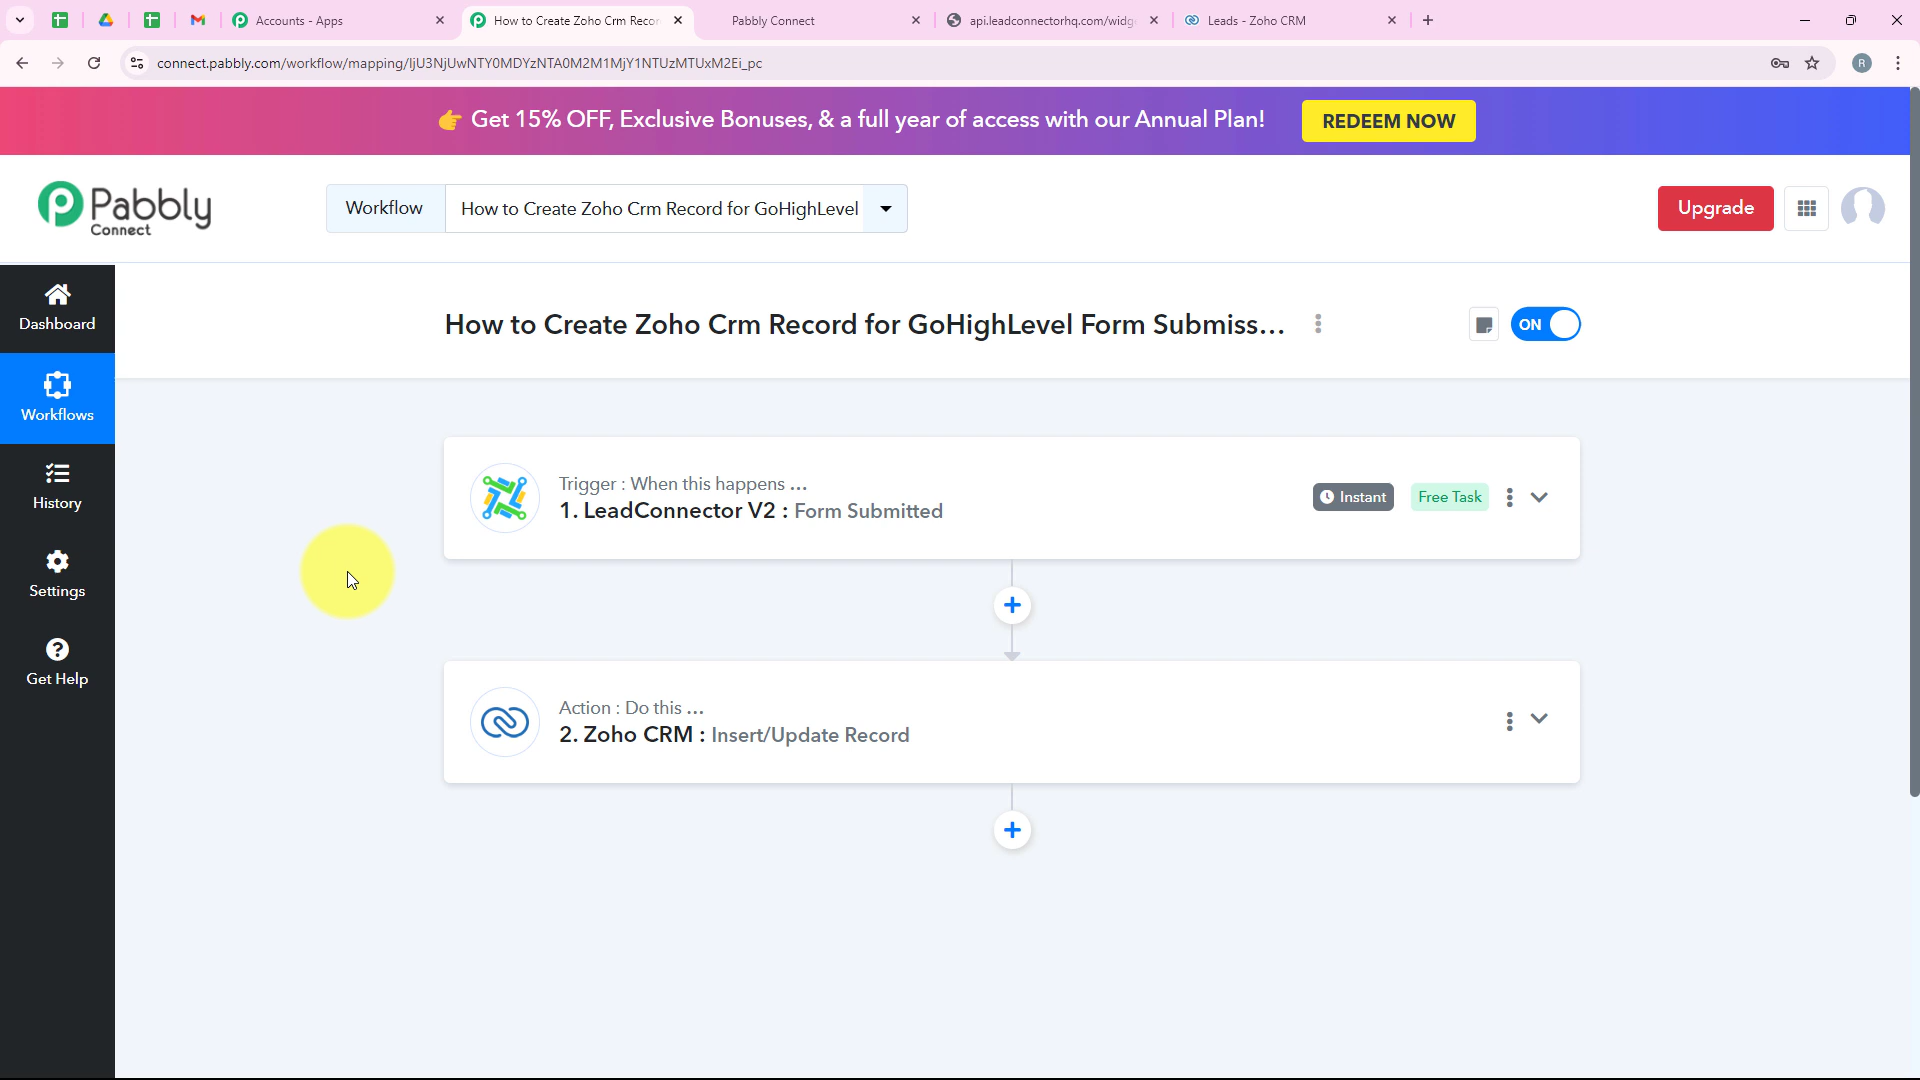 Accounts - Apps
How to Create Zoho Crm Recor
Pabbly Connect
api.leadconnectorhq.com/widge
Leads - Zoho CRM
connect.pabbly.com/workflow/mapping/IjU3NjUwNTY0MDYzNTA0M2M1MjY1NTUzMTUxM2Ei_pc
R
👉 Get 15% OFF, Exclusive Bonuses, & a full year of access with our Annual Plan!
REDEEM NOW
Pabbly
Connect
Workflow
How to Create Zoho Crm Record for GoHighLevel
Upgrade
Dashboard
Workflows
History
Settings
Get Help
How to Create Zoho Crm Record for GoHighLevel Form Submiss...
ON
Trigger : When this happens ...
1. LeadConnector V2 : Form Submitted
Instant
Free Task
Action : Do this ...
2. Zoho CRM : Insert/Update Record